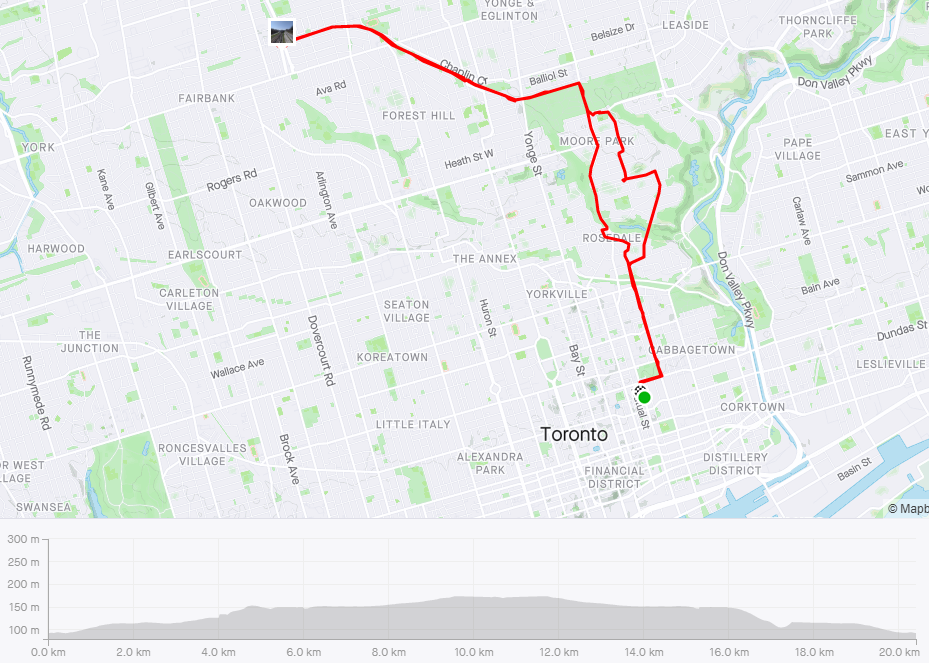 YONGE &
EGLINTON
LEASIDE
THORNCLIFFE
PARK
Belsize Dr
Chaplin Cr
Balliol St
Don Valley Pkwy
Ava Rd
FAIRBANK
FOREST HILL
YORK
MOORE PARK
PAPE
VILLAGE
EAST Y
Yonge St
Heath St W
Sammon Ave
Kane Ave
Gilbert Ave
Rogers Rd
Arlington Ave
OAKWOOD
Carlaw Ave
Wo
HARWOOD
EARLSCOURT
ROSEDALE
THE ANNEX
Don Valley Pkwy
CARLETON
VILLAGE
SEATON
VILLAGE
YORKVILLE
Huron St
Bain Ave
Dovercourt Rd
THE
JUNCTION
Bay St
CABBAGETOWN
Dundas St
KOREATOWN
Runnymede Rd
Wallace Ave
LESLIEVILLE
ual St
CORKTOWN
LITTLE ITALY
Toronto
Brock Ave
RONCESVALLES
VILLAGE
ALEXANDRA
PARK
DISTILLERY
DISTRICT
OR WEST
LAGE
FINANCIAL
DISTRICT
Basin St
SWANSEA
© Mapb
300 m
250 m
200 m
150 m
100 m
0.0 km 2.0 km 4.0 km 6.0 km 8.0 km 10.0 km 12.0 km 14.0 km 16.0 km 18.0 km 20.0 km